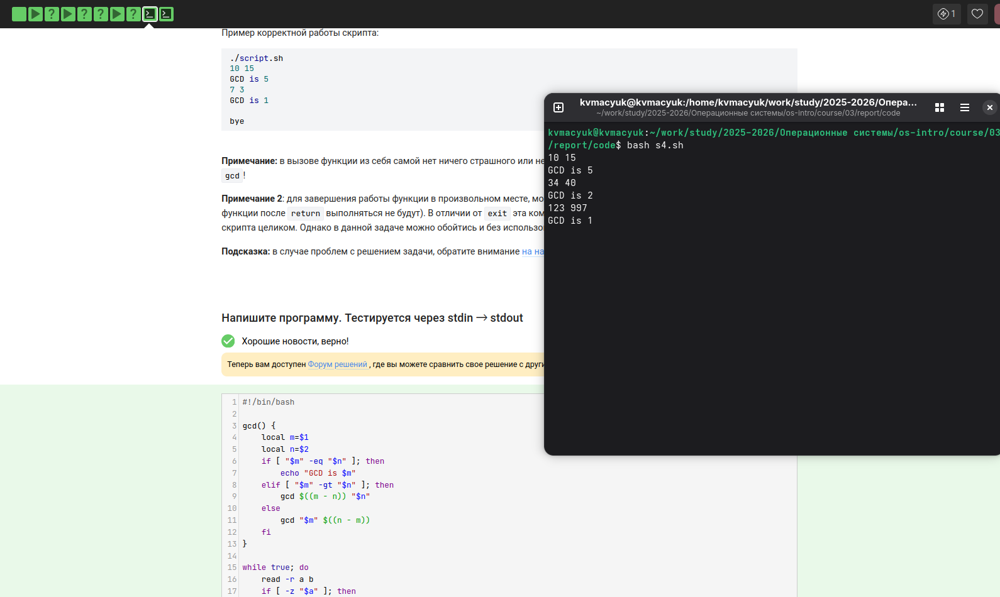 1
Пример корректной работы скрипта:
./script.sh
10 15
GCD is 5
7 3
GCD is 1
bye
Примечание: в вызове функции из себя самой нет ничего страшного или не
gcd !
Примечание 2: для завершения работы функции в произвольном месте, мо
функции после return выполняться не будут). В отличии от exit эта ком
скрипта целиком. Однако в данной задаче можно обойтись и без использо
Подсказка: в случае проблем с решением задачи, обратите внимание на на
Напишите программу. Тестируется через stdin → stdout
Хорошие новости, верно!
Теперь вам доступен Форум решений , где вы можете сравнить свое решение с други
1 #!/bin/bash
2
3 gcd() {
4     local m=$1
5     local n=$2
6     if [ "$m" -eq "$n" ]; then
7         echo "GCD is $m"
8     elif [ "$m" -gt "$n" ]; then
9         gcd $((m - n)) "$n"
10     else
11         gcd "$m" $((n - m))
12     fi
13 }
14
15 while true; do
16     read -r a b
17     if [ -z "$a" ]; then
kvmacyuk@kvmacyuk:/home/kvmacyuk/work/study/2025-2026/Опера...
~/work/study/2025-2026/Операционные системы/os-intro/course/03/report/code
kvmacyuk@kvmacyuk:~/work/study/2025-2026/Операционные системы/os-intro/course/03
/report/code$ bash s4.sh
10 15
GCD is 5
34 40
GCD is 2
123 997
GCD is 1